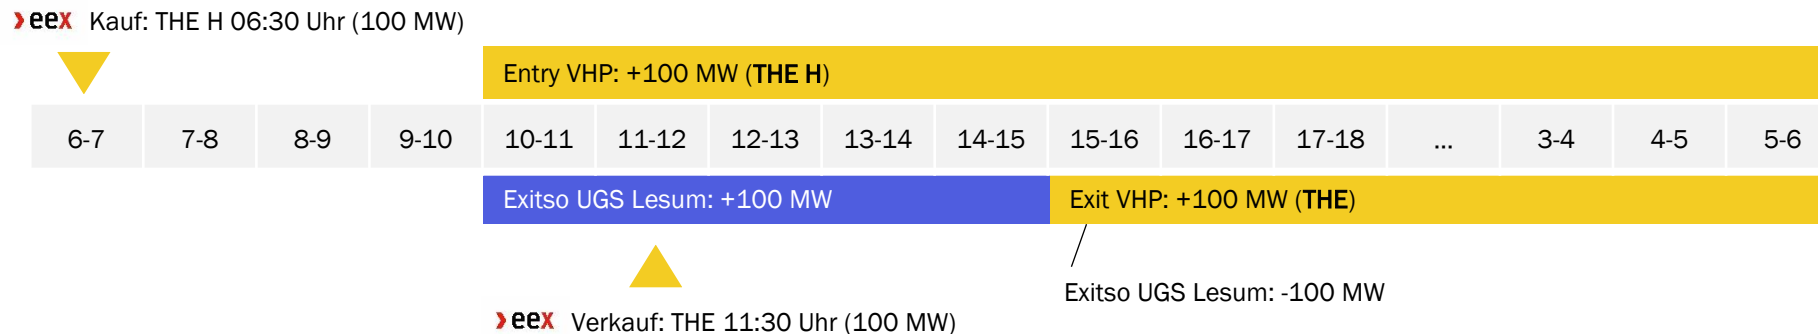 eex Kauf: THE H 06:30 Uhr (100 MW)
Entry VHP: +100 MW (THE H)
6-7 7-8 8-9 9-10 10-11 11-12 12-13 13-14 14-15 15-16 16-17 17-18 ... 3-4 4-5 5-6
Exitso UGS Lesum: +100 MW Exit VHP: +100 MW (THE)
Exitso UGS Lesum: -100 MW
eex Verkauf: THE 11:30 Uhr (100 MW)